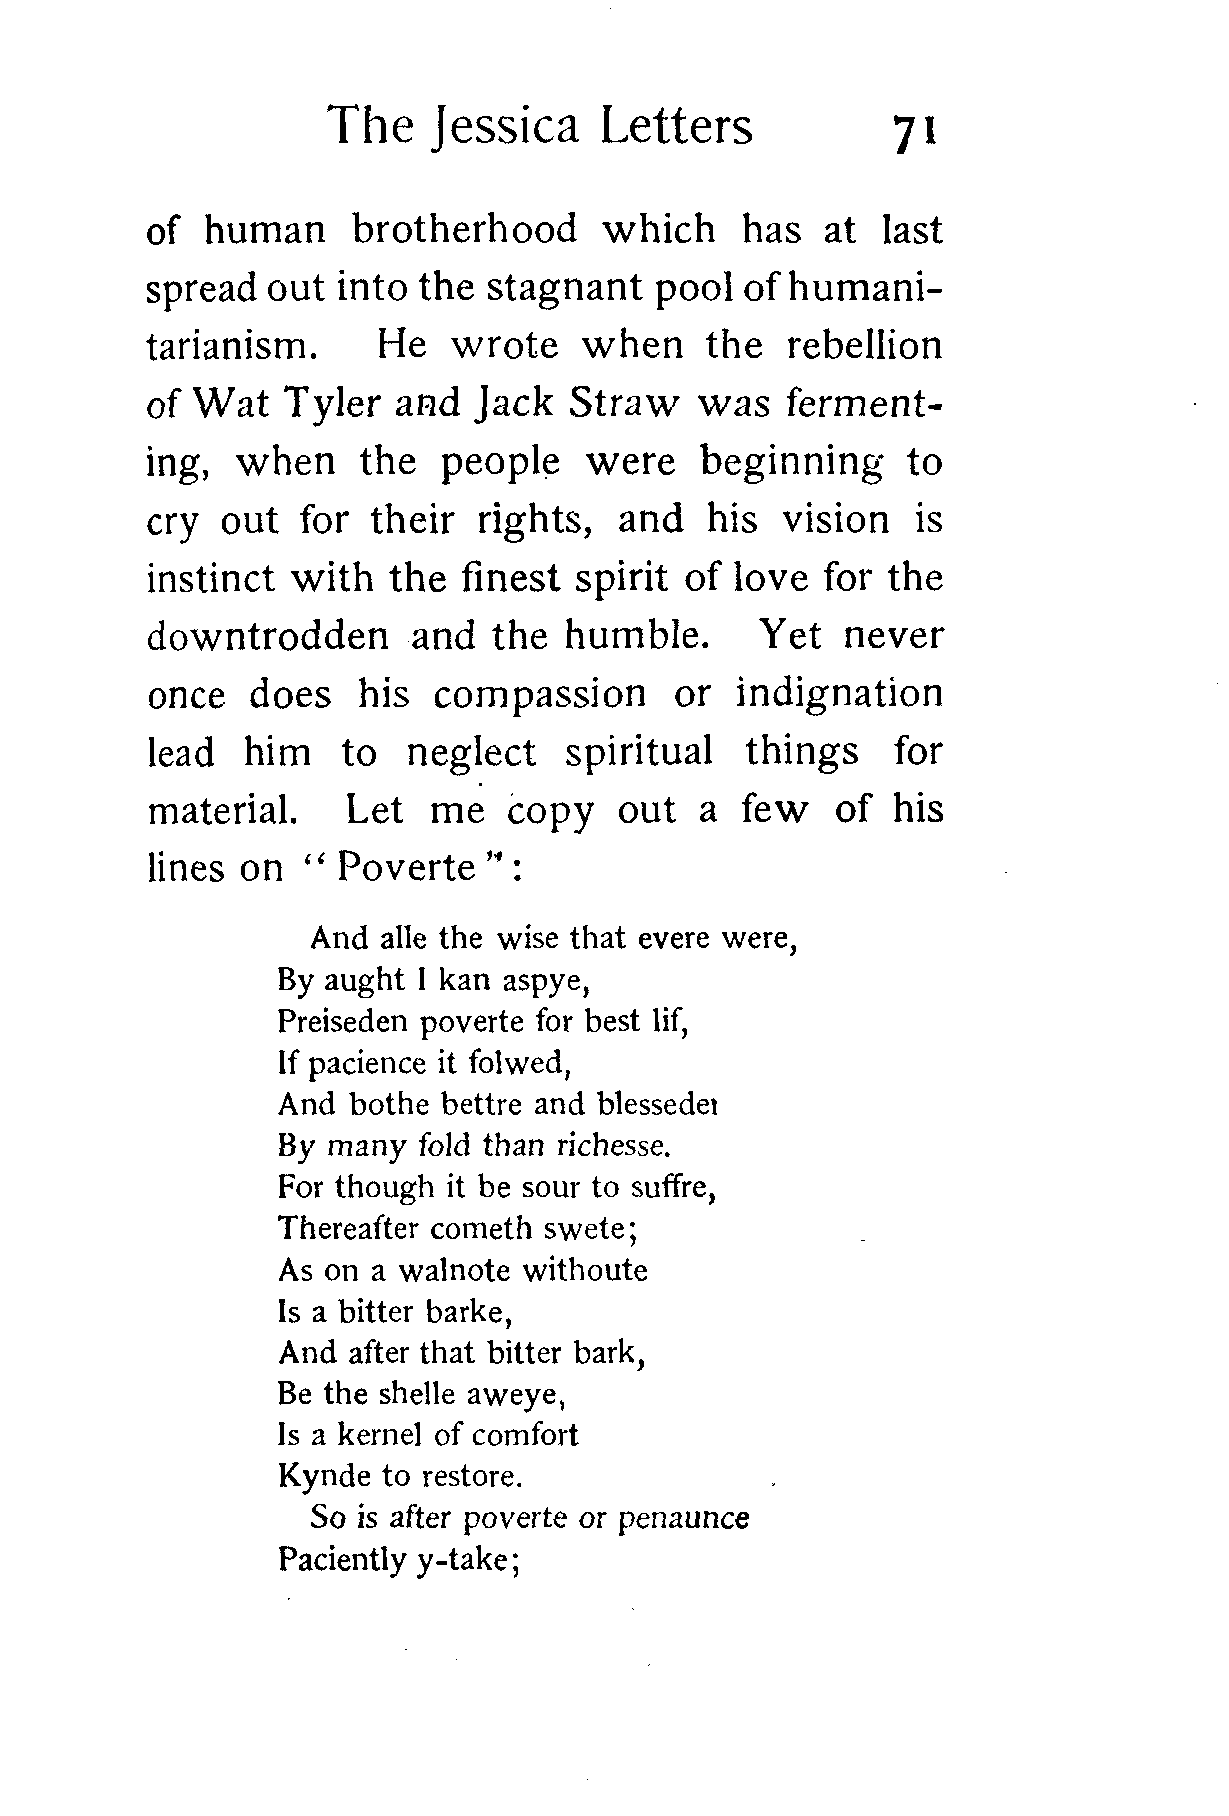 The Jessica Letters 71
of human brotherhood which has at last
spread out into the stagnant pool of humani-
tarianism. He wrote when the rebellion
of Wat Tyler and Jack Straw was ferment-
ing, when the people were beginning to
cry out for their rights, and his vision is
instinct with the finest spirit of love for the
downtrodden and the humble. Yet never
once does his compassion or indignation
lead him to neglect spiritual things for
material. Let me copy out a few of his
lines on “ Poverte ”:
And alle the wise that evere were,
By aught I kan aspye,
Preiseden poverte for best lif,
If pacience it folwed,
And bothe bettre and blesseder
By many fold than richesse.
For though it be sour to suffre,
Thereafter cometh swete;
As on a walnote withoute
Is a bitter barke,
And after that bitter bark,
Be the shelle aweye,
Is a kernel of comfort
Kynde to restore.
So is after poverte or penaunce
Paciently y-take;